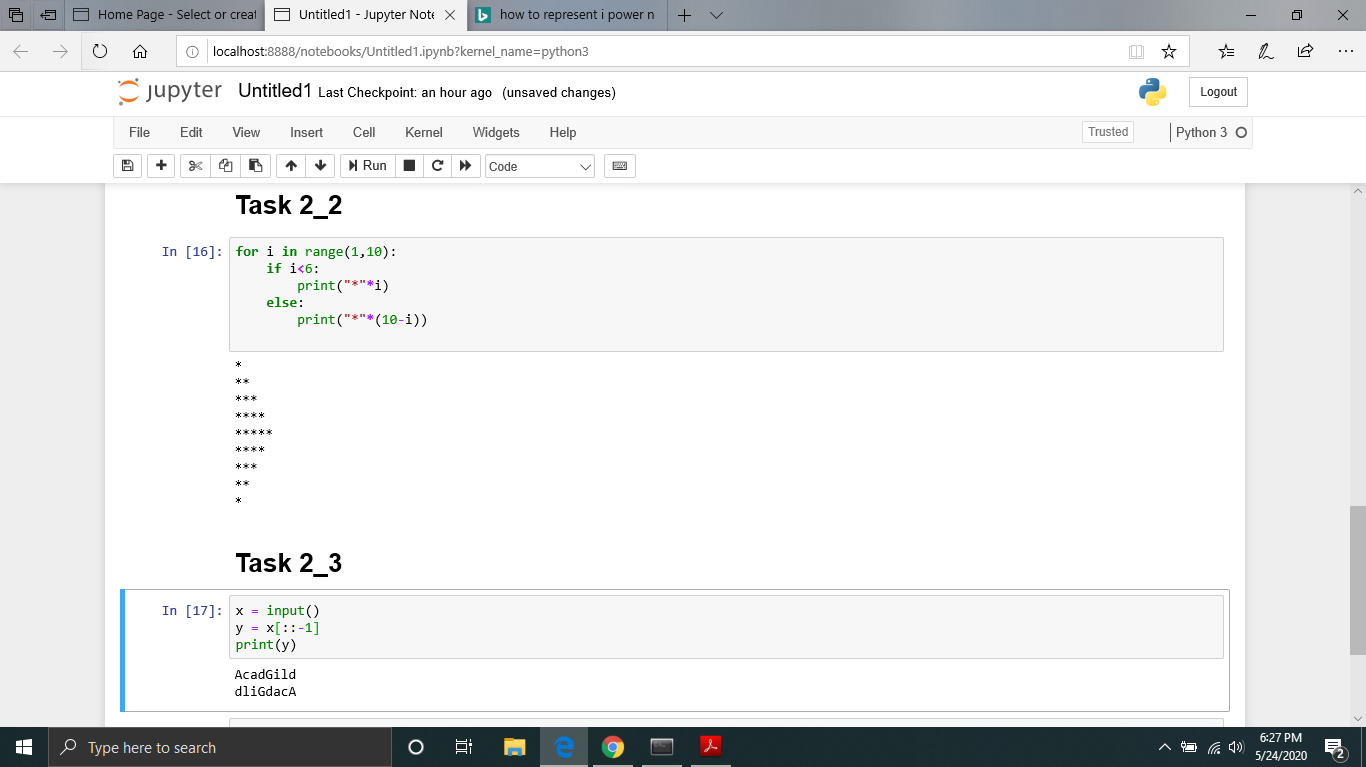 Home Page - Select or creat
Untitled1 - Jupyter Note
how to represent i power n
localhost:8888/notebooks/Untitled1.ipynb?kernel_name=python3
jupyter Untitled1 Last Checkpoint: an hour ago (unsaved changes)
Logout
File Edit View Insert Cell Kernel Widgets Help
Trusted
Python 3
Run
Code
Task 2_2
In [16]: for i in range(1,10):
    if i<6:
        print("*"*i)
    else:
        print("*"*(10-i))
*
**
***
****
*****
****
***
**
*
Task 2_3
In [17]: x = input()
y = x[::-1]
print(y)
AcadGild
dliGdacA
Type here to search
6:27 PM
5/24/2020
2